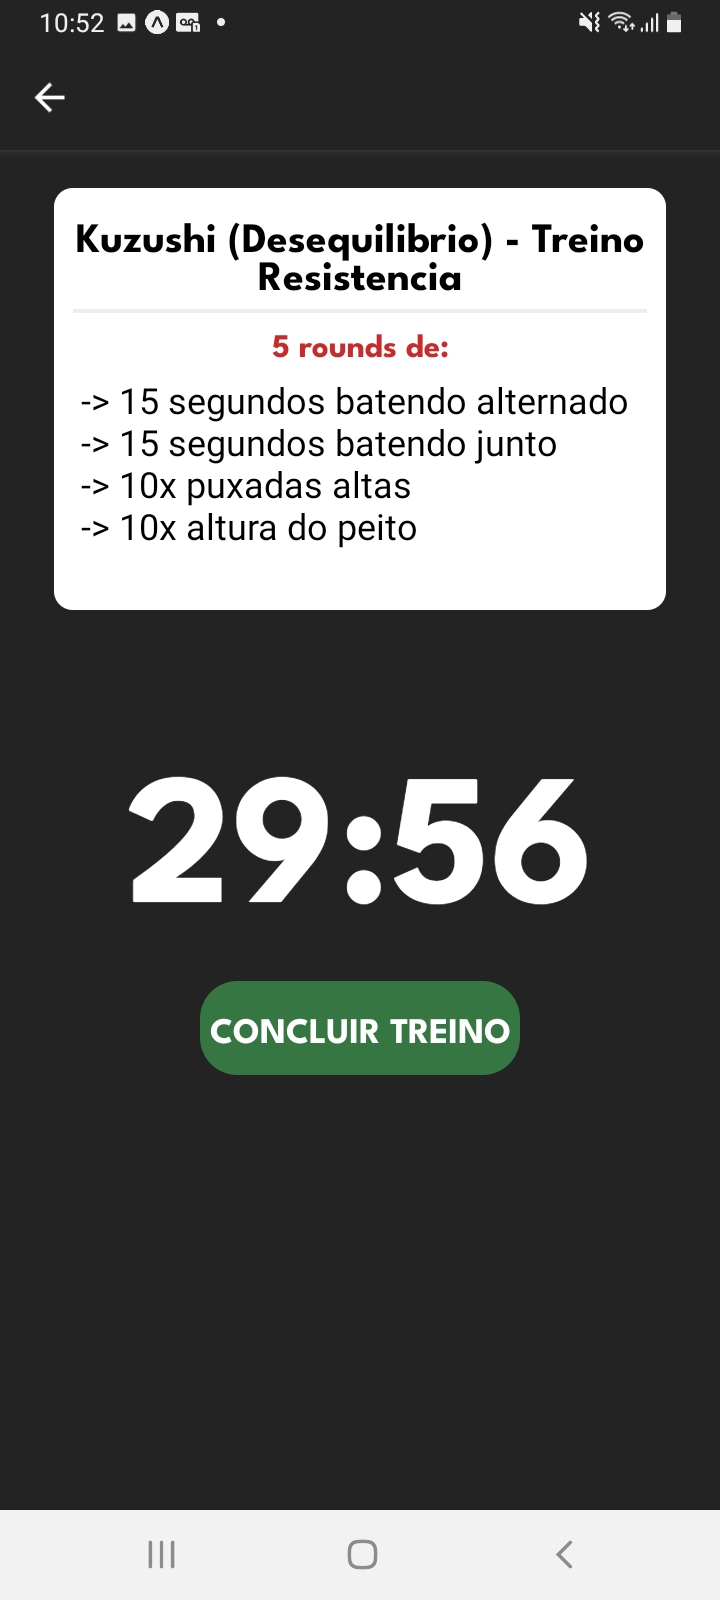 10:52
Kuzushi (Desequilibrio) - Treino
Resistencia
5 rounds de:
-> 15 segundos batendo alternado
-> 15 segundos batendo junto
-> 10x puxadas altas
-> 10x altura do peito
29:56
CONCLUIR TREINO